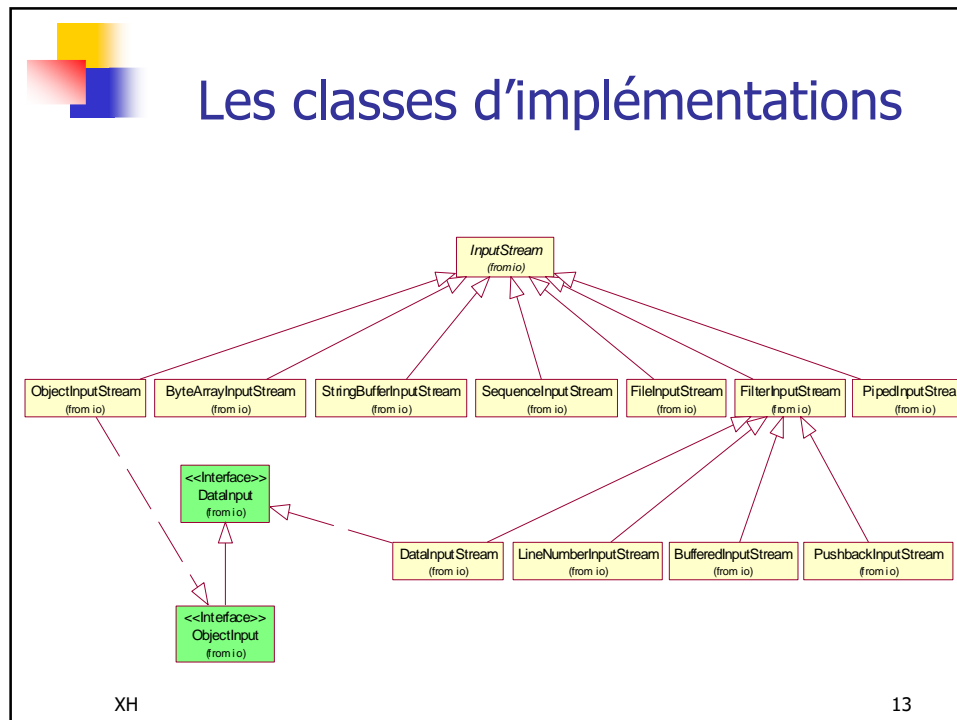 Les classes d'implémentations
InputStream
(from io)
ObjectInputStream
(from io)
ByteArrayInputStream
(from io)
StringBufferInputStream
(from io)
SequenceInputStream
(from io)
FileInputStream
(from io)
FilterInputStream
(from io)
PipedInputStrea
(from io)
<<Interface>>
DataInput
(from io)
DataInputStream
(from io)
LineNumberInputStream
(from io)
BufferedInputStream
(from io)
PushbackInputStream
(from io)
<<Interface>>
ObjectInput
(from io)
XH
13